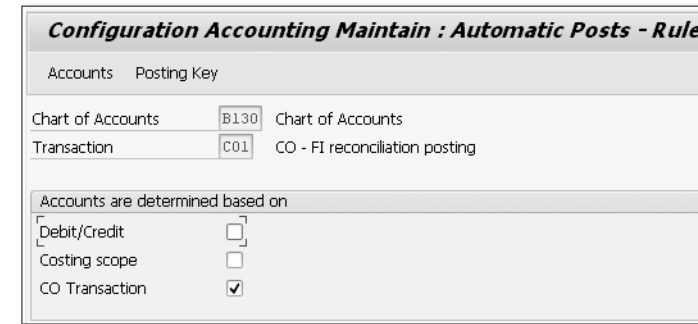 Configuration Accounting Maintain : Automatic Posts - Rule
Accounts Posting Key
Chart of Accounts B130 Chart of Accounts
Transaction CO1 CO - FI reconciliation posting
Accounts are determined based on
Debit/Credit
Costing scope
CO Transaction